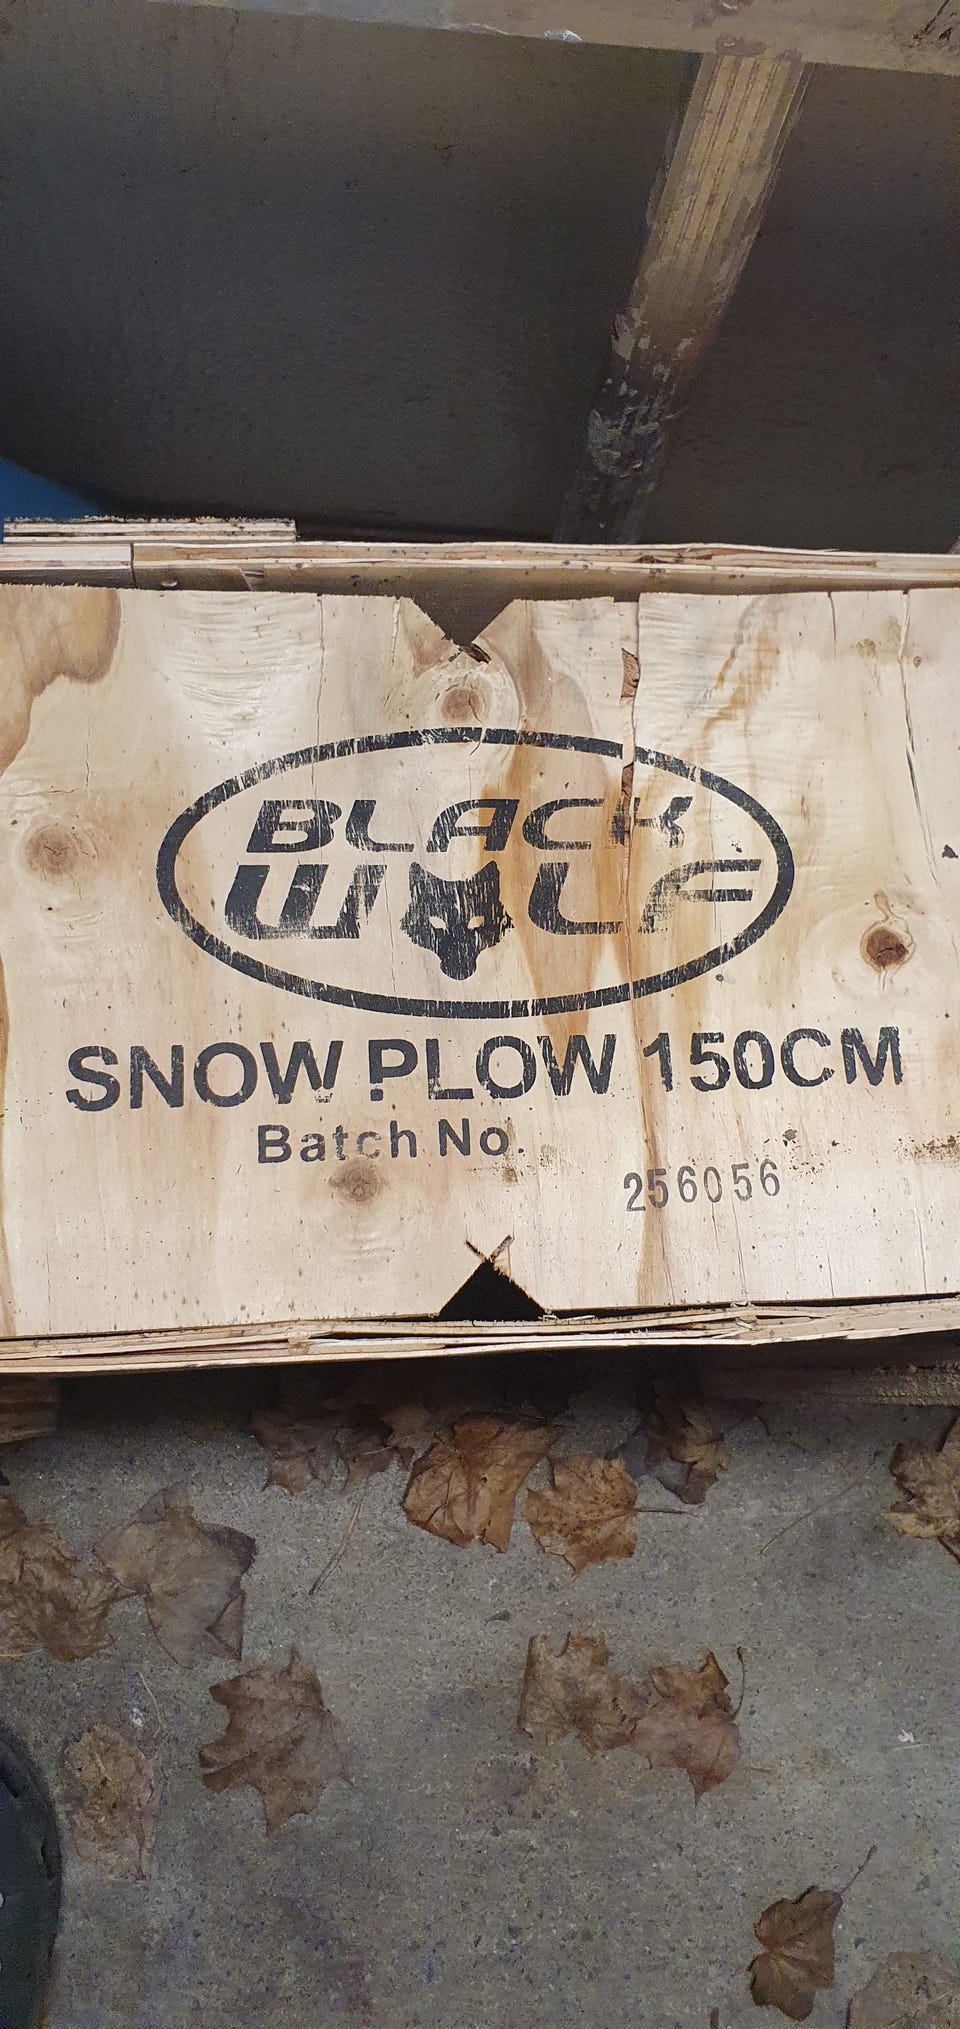 BLACK
WOLF
SNOW PLOW 150CM
Batch No.
256056